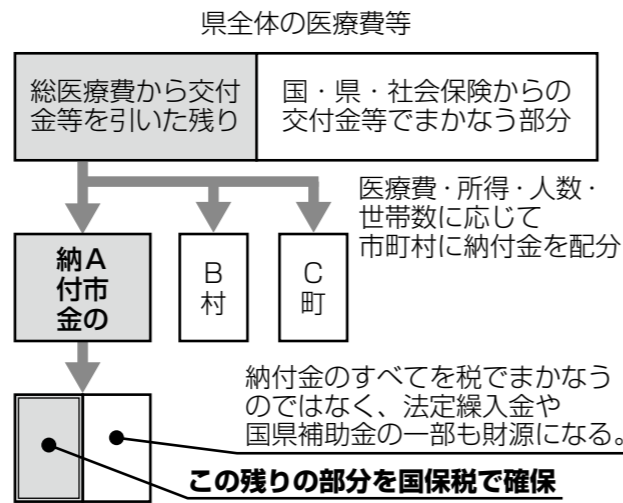 県全体の医療費等
総医療費から交付
金等を引いた残り
国・県・社会保険からの
交付金等でまかなう部分
医療費・所得・人数・
世帯数に応じて
市町村に納付金を配分
A市の
納付金
B村
C町
納付金のすべてを税でまかなう
のではなく、法定繰入金や
国県補助金の一部も財源になる。
この残りの部分を国保税で確保